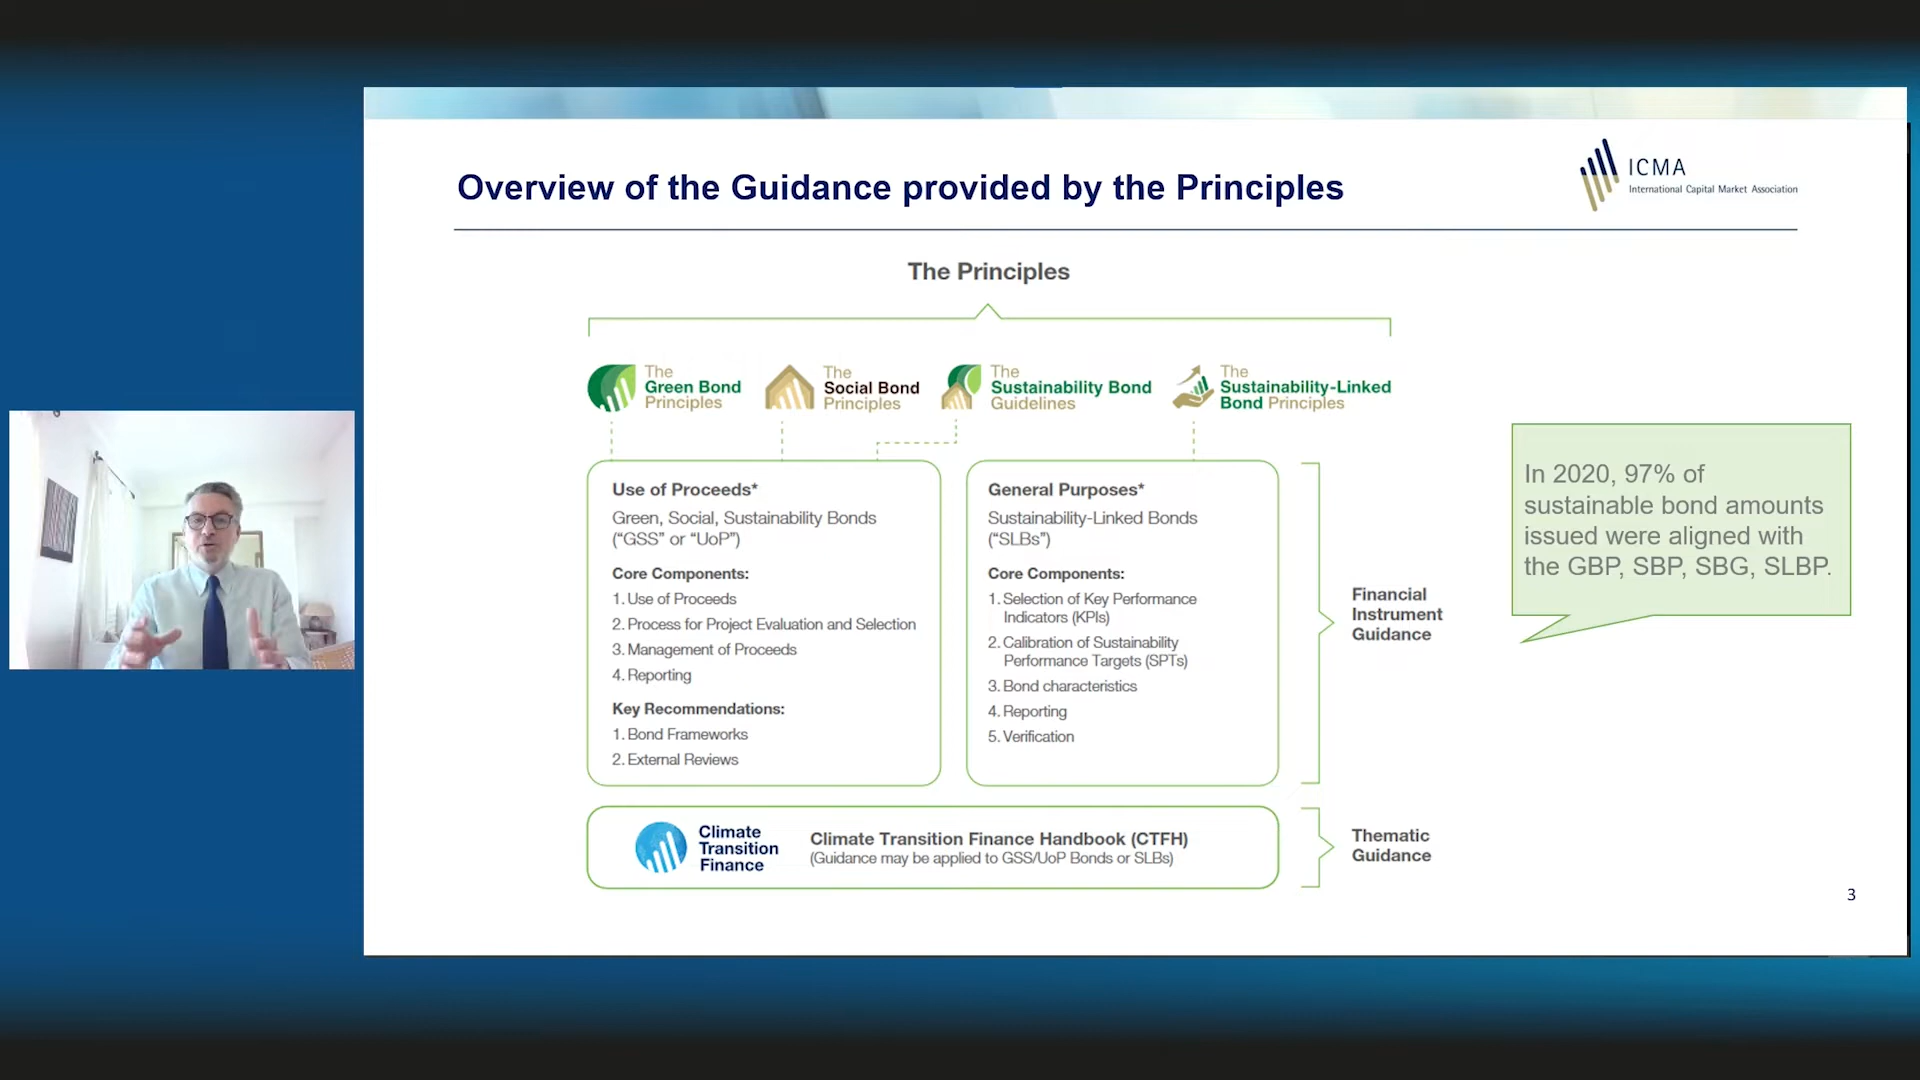 Overview of the Guidance provided by the Principles
ICMA
International Capital Market Association
The Principles
The
Green Bond
Principles
The
Social Bond
Principles
The
Sustainability Bond
Guidelines
The
Sustainability-Linked
Bond Principles
Use of Proceeds*
Green, Social, Sustainability Bonds
(“GSS” or “UoP”)
Core Components:
1. Use of Proceeds
2. Process for Project Evaluation and Selection
3. Management of Proceeds
4. Reporting
Key Recommendations:
1. Bond Frameworks
2. External Reviews
General Purposes*
Sustainability-Linked Bonds
(“SLBs”)
Core Components:
1. Selection of Key Performance
Indicators (KPIs)
2. Calibration of Sustainability
Performance Targets (SPTs)
3. Bond characteristics
4. Reporting
5. Verification
Financial
Instrument
Guidance
In 2020, 97% of
sustainable bond amounts
issued were aligned with
the GBP, SBP, SBG, SLBP.
Climate
Transition
Finance
Climate Transition Finance Handbook (CTFH)
(Guidance may be applied to GSS/UoP Bonds or SLBs)
Thematic
Guidance
3